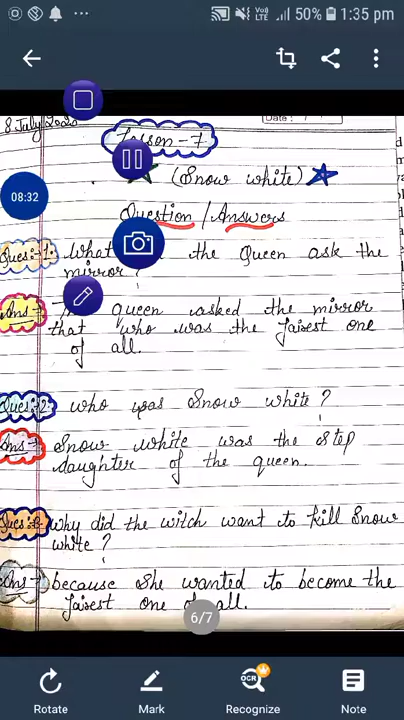 50% 1:35 pm
8 July 2020
Date :
Lesson-7
(Snow white)
08:32
Question / Answers
Ques:-1. What the Queen ask the
mirror?
Ans- queen asked the mirror
that who was the fairest one
of all.
Ques:-2. who was Snow white?
Ans- Snow white was the step
daughter of the queen.
Ques:-3. why did the witch want to kill Snow
white?
Ans- because She wanted to become the
fairest one of all.
6/7
Rotate Mark Recognize Note
OCR